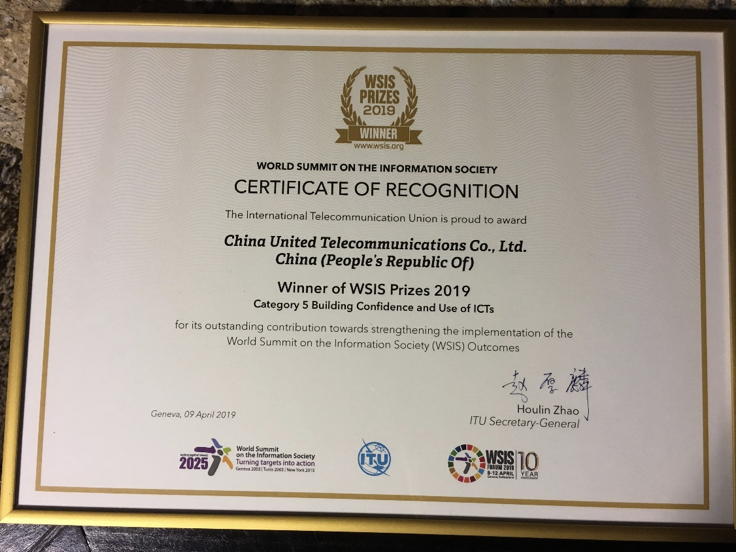 WSIS
PRIZES
2019
WINNER
www.wsis.org
WORLD SUMMIT ON THE INFORMATION SOCIETY
CERTIFICATE OF RECOGNITION
The International Telecommunication Union is proud to award
China United Telecommunications Co., Ltd.
China (People's Republic Of)
Winner of WSIS Prizes 2019
Category 5 Building Confidence and Use of ICTs
for its outstanding contribution towards strengthening the implementation of the
World Summit on the Information Society (WSIS) Outcomes
赵厚麟
Houlin Zhao
ITU Secretary-General
Geneva, 09 April 2019
2025
World Summit
on the Information Society
Turning targets into action
ITU
WSIS
FORUM 2019
8-12 APRIL
10
YEAR